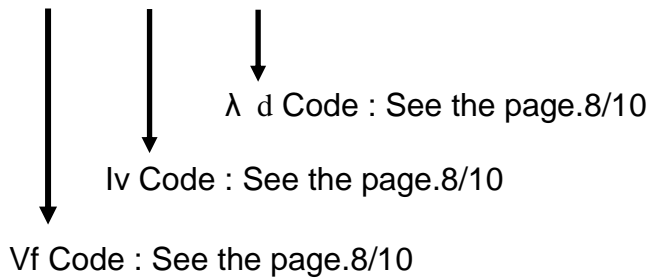 λ d Code : See the page.8/10
Iv Code : See the page.8/10
Vf Code : See the page.8/10